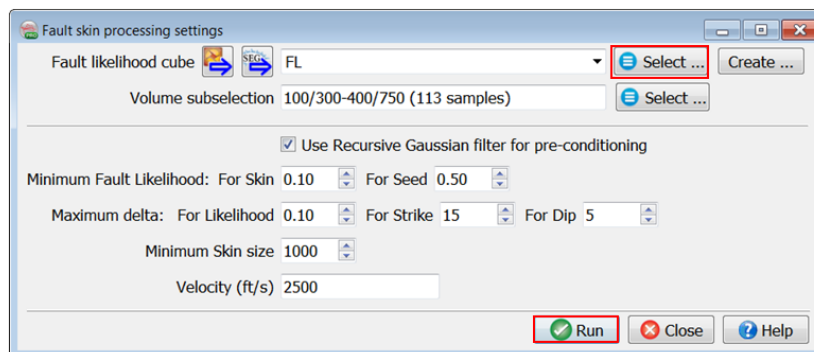 Fault skin processing settings
Fault likelihood cube SEG FL Select ... Create ...
Volume subselection 100/300-400/750 (113 samples) Select ...
Use Recursive Gaussian filter for pre-conditioning
Minimum Fault Likelihood: For Skin 0.10 For Seed 0.50
Maximum delta: For Likelihood 0.10 For Strike 15 For Dip 5
Minimum Skin size 1000
Velocity (ft/s) 2500
Run Close Help